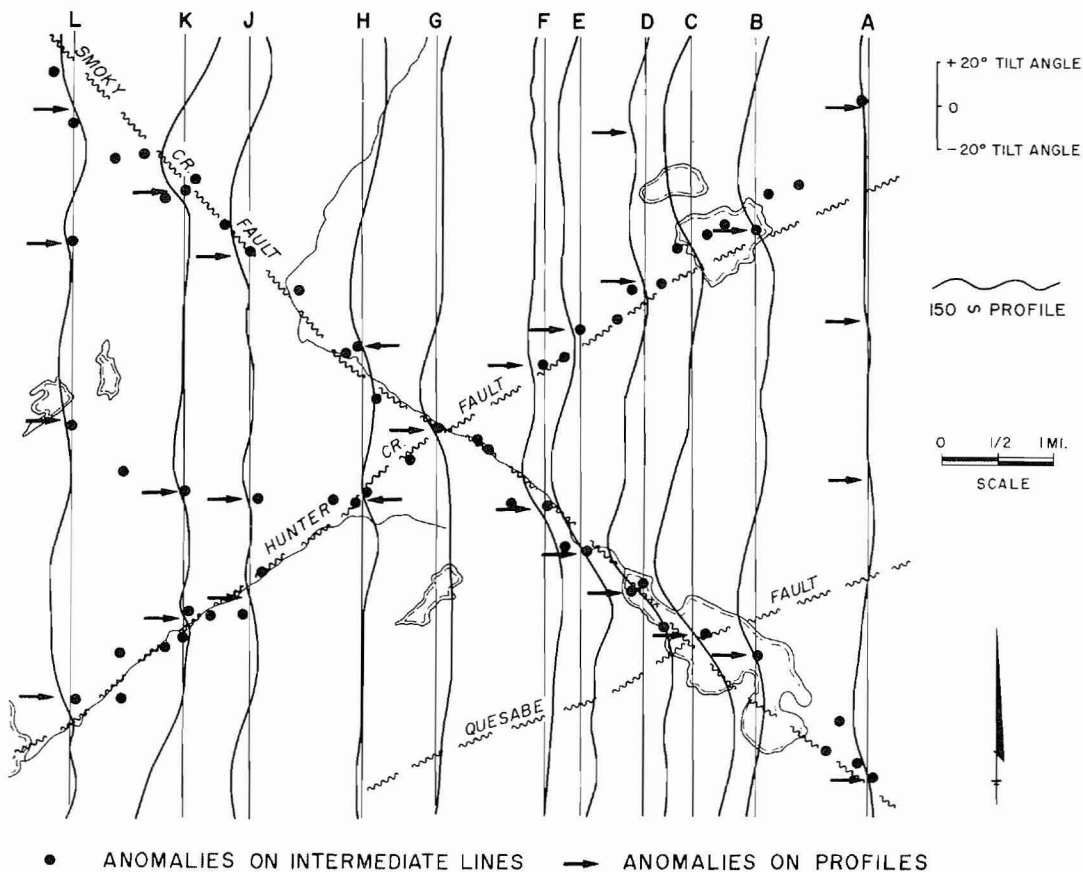 L K J H G F E D C B A
SMOKY CR. FAULT
+20° TILT ANGLE
0
-20° TILT ANGLE
150 ∽ PROFILE
HUNTER CR. FAULT
0 1/2 1 MI.
SCALE
QUESABE FAULT
ANOMALIES ON INTERMEDIATE LINES
ANOMALIES ON PROFILES